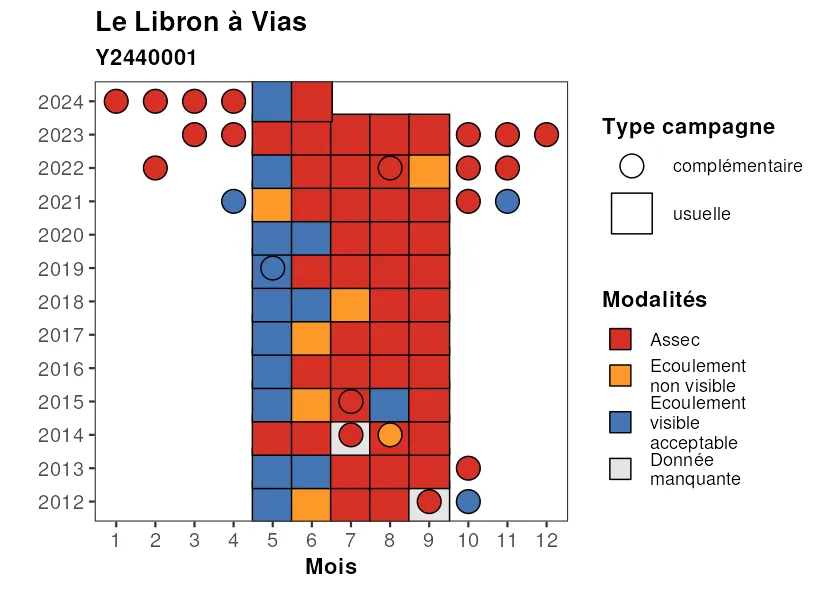 Le Libron à Vias
Y2440001
2024
2023
2022
2021
2020
2019
2018
2017
2016
2015
2014
2013
2012
1 2 3 4 5 6 7 8 9 10 11 12
Mois
Type campagne
complémentaire
usuelle
Modalités
Assec
Ecoulement
non visible
Ecoulement
visible
acceptable
Donnée
manquante